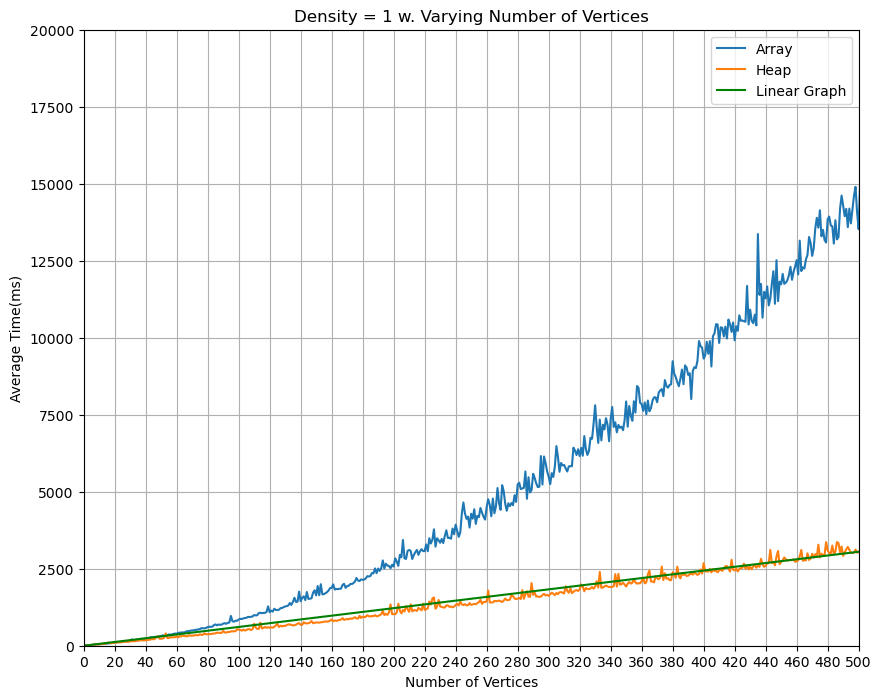 Density = 1 w. Varying Number of Vertices
20000
17500
15000
12500
10000
7500
5000
2500
0
Average Time(ms)
Array
Heap
Linear Graph
0 20 40 60 80 100 120 140 160 180 200 220 240 260 280 300 320 340 360 380 400 420 440 460 480 500
Number of Vertices